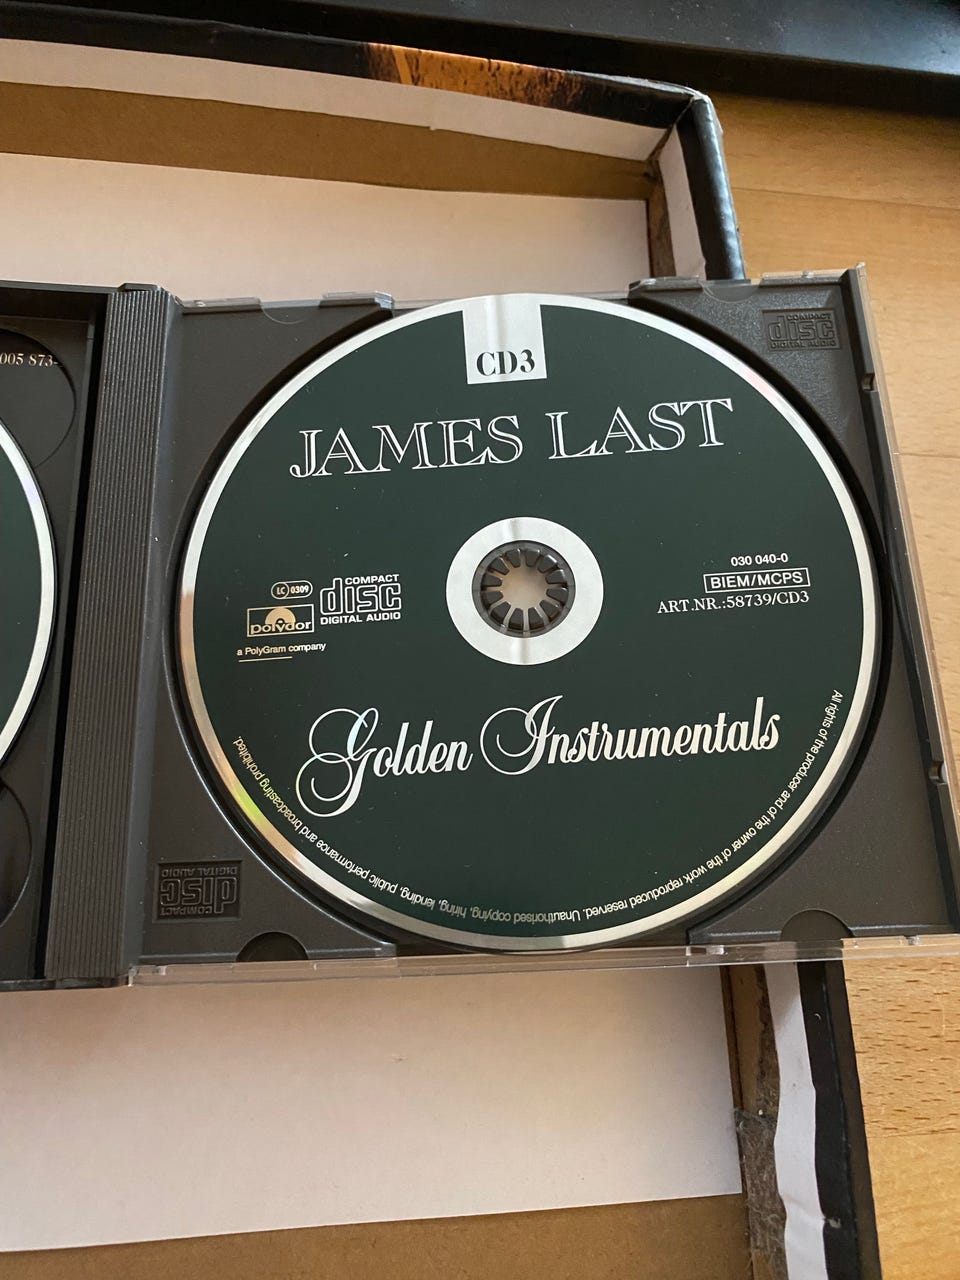 005 873-
COMPACT
disc
DIGITAL AUDIO
CD3
JAMES LAST
LC 0309
COMPACT
disc
DIGITAL AUDIO
polydor
a PolyGram company
030 040-0
BIEM/MCPS
ART.NR.:58739/CD3
Golden Instrumentals
All rights of the producer and of the owner of the work reproduced reserved. Unauthorised copying, hiring, lending, public performance and broadcasting prohibited.
COMPACT
disc
DIGITAL AUDIO